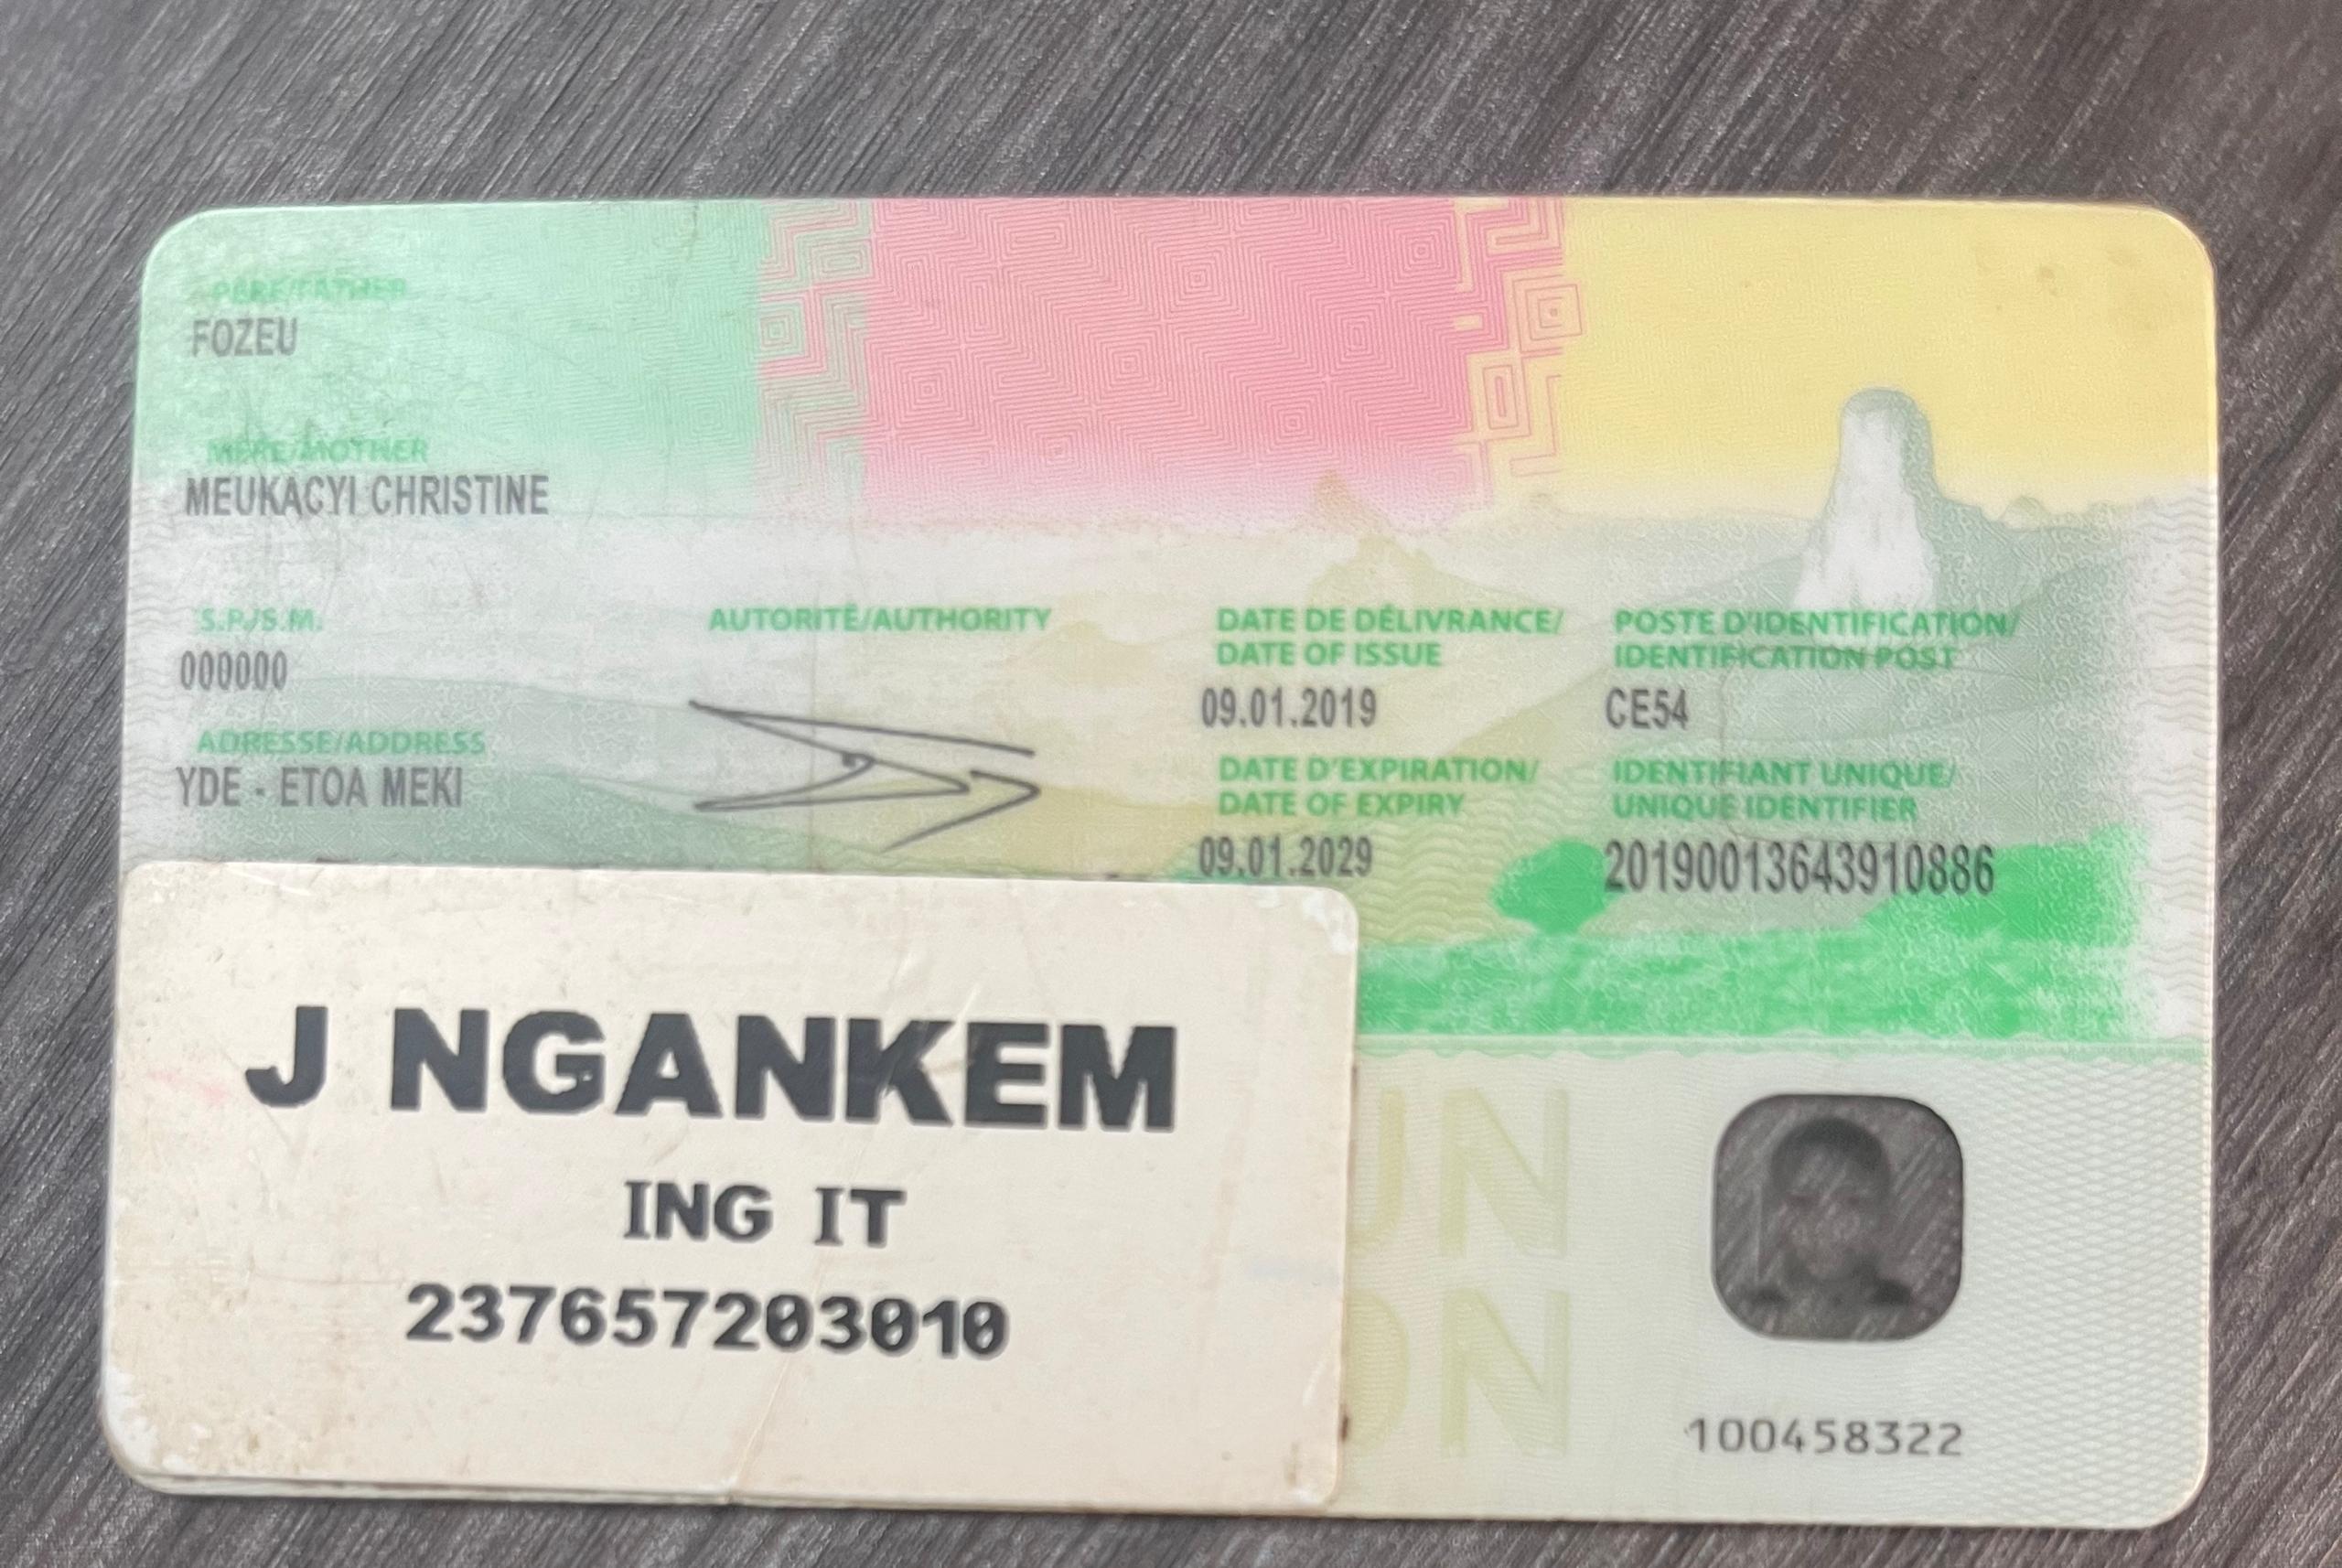 PÈRE/FATHER
FOZEU
MÈRE/MOTHER
MEUKACYI CHRISTINE
S.P./S.M.
000000
ADRESSE/ADDRESS
YDE - ETOA MEKI
AUTORITÉ/AUTHORITY
DATE DE DÉLIVRANCE/
DATE OF ISSUE
09.01.2019
DATE D'EXPIRATION/
DATE OF EXPIRY
09.01.2029
POSTE D'IDENTIFICATION/
IDENTIFICATION POST
CE54
IDENTIFIANT UNIQUE/
UNIQUE IDENTIFIER
20190013643910886
J NGANKEM
ING IT
237657203010
UN
ON
100458322